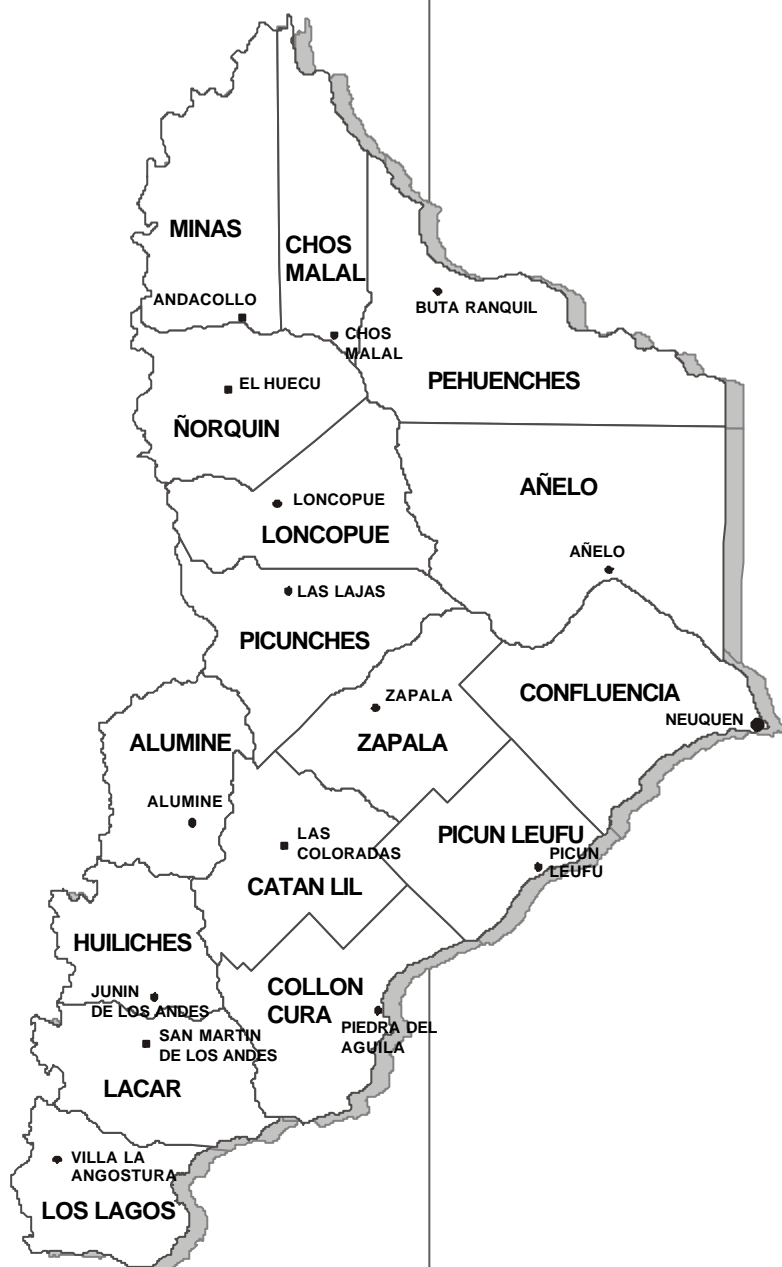 MINAS
CHOS
MALAL
ANDACOLLO
BUTA RANQUIL
CHOS
MALAL
PEHUENCHES
EL HUECU
ÑORQUIN
AÑELO
LONCOPUE
LONCOPUE
AÑELO
LAS LAJAS
PICUNCHES
CONFLUENCIA
ZAPALA
NEUQUEN
ALUMINE
ZAPALA
ALUMINE
PICUN LEUFU
LAS
COLORADAS
PICUN
LEUFU
CATAN LIL
HUILICHES
COLLON
CURA
JUNIN
DE LOS ANDES
PIEDRA DEL
AGUILA
SAN MARTIN
DE LOS ANDES
LACAR
VILLA LA
ANGOSTURA
LOS LAGOS